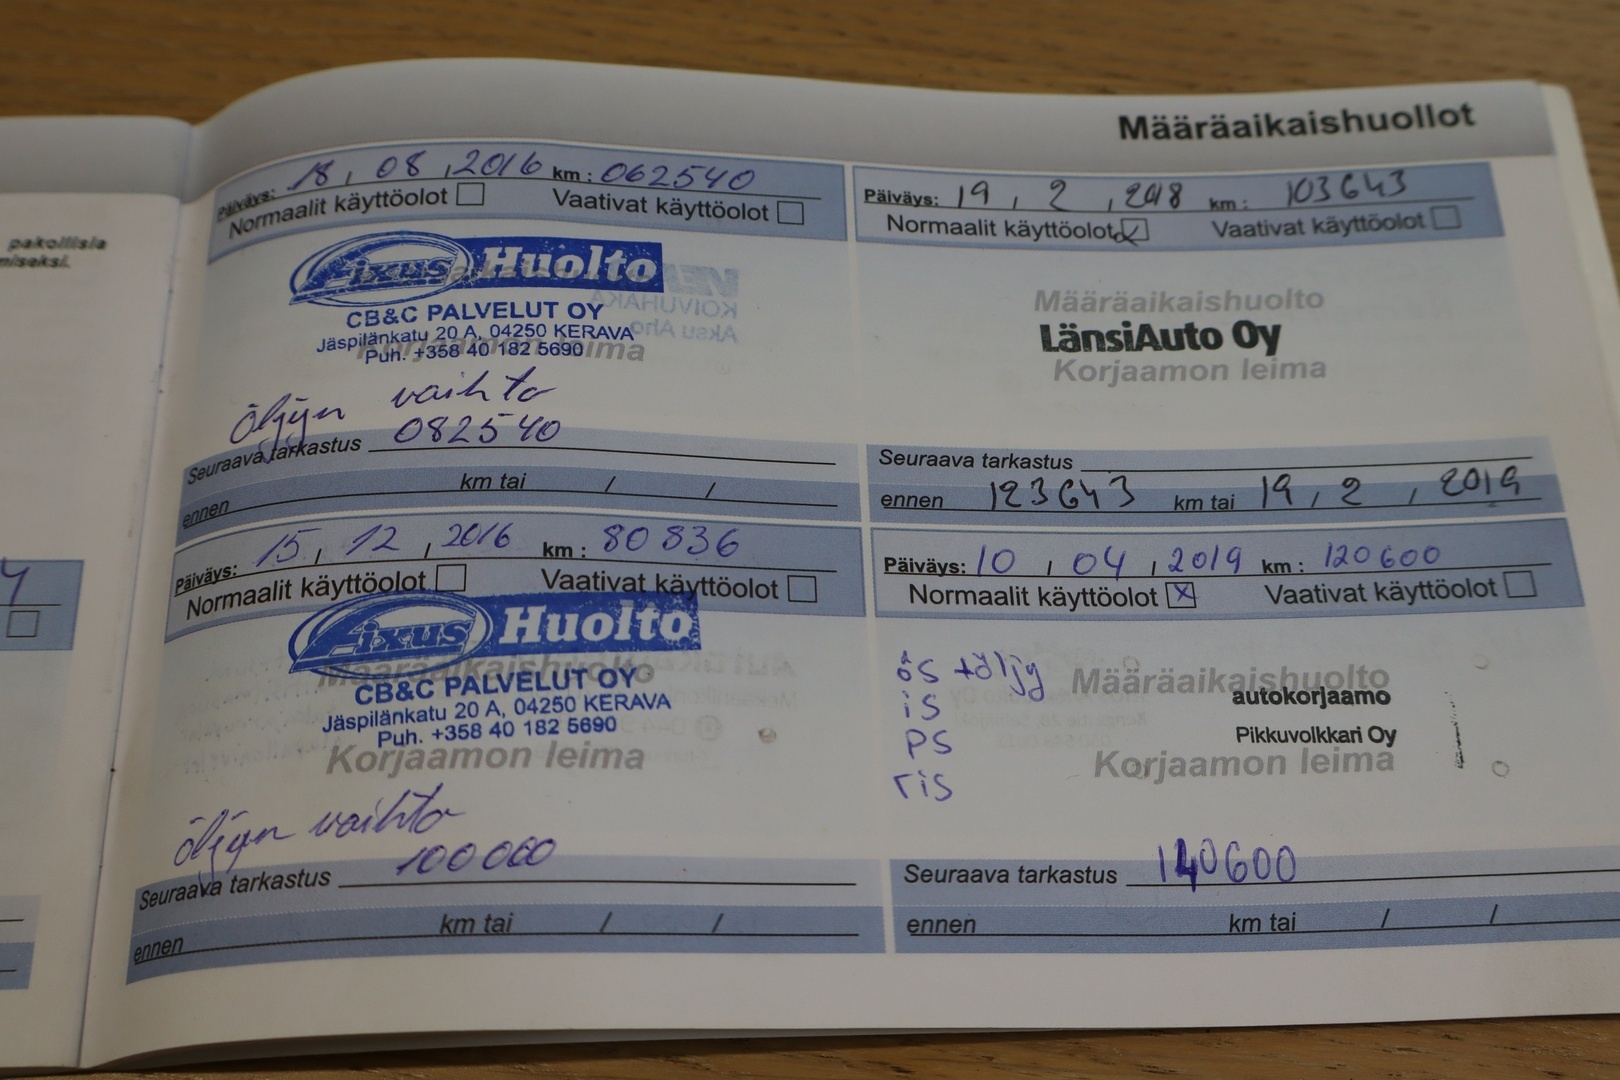 Määräaikaishuollot
pakollisia
miseksi.
Päiväys: 18, 08, 2016 km: 062540
Normaalit käyttöolot Vaativat käyttöolot
Fixus Huolto
CB&C PALVELUT OY
Jäspilänkatu 20 A, 04250 KERAVA
Puh. +358 40 182 5690
Korjaamon leima
öljyn vaihto
Seuraava tarkastus 082540
ennen km tai / /
Päiväys: 15, 12, 2016 km: 80836
Normaalit käyttöolot Vaativat käyttöolot
Fixus Huolto
Määräaikaishuolto
CB&C PALVELUT OY
Jäspilänkatu 20 A, 04250 KERAVA
Puh. +358 40 182 5690
Korjaamon leima
öljyn vaihto
Seuraava tarkastus 100000
ennen km tai / /
Päiväys: 19, 2, 2018 km: 103643
Normaalit käyttöolot Vaativat käyttöolot
Määräaikaishuolto
LänsiAuto Oy
Korjaamon leima
Seuraava tarkastus
ennen 123643 km tai 19, 2, 2019
Päiväys: 10, 04, 2019 km: 120600
Normaalit käyttöolot Vaativat käyttöolot
ös +öljy
is
ps
ris
Määräaikaishuolto
autokorjaamo
Pikkuvolkkari Oy
Korjaamon leima
Seuraava tarkastus 140600
ennen km tai / /